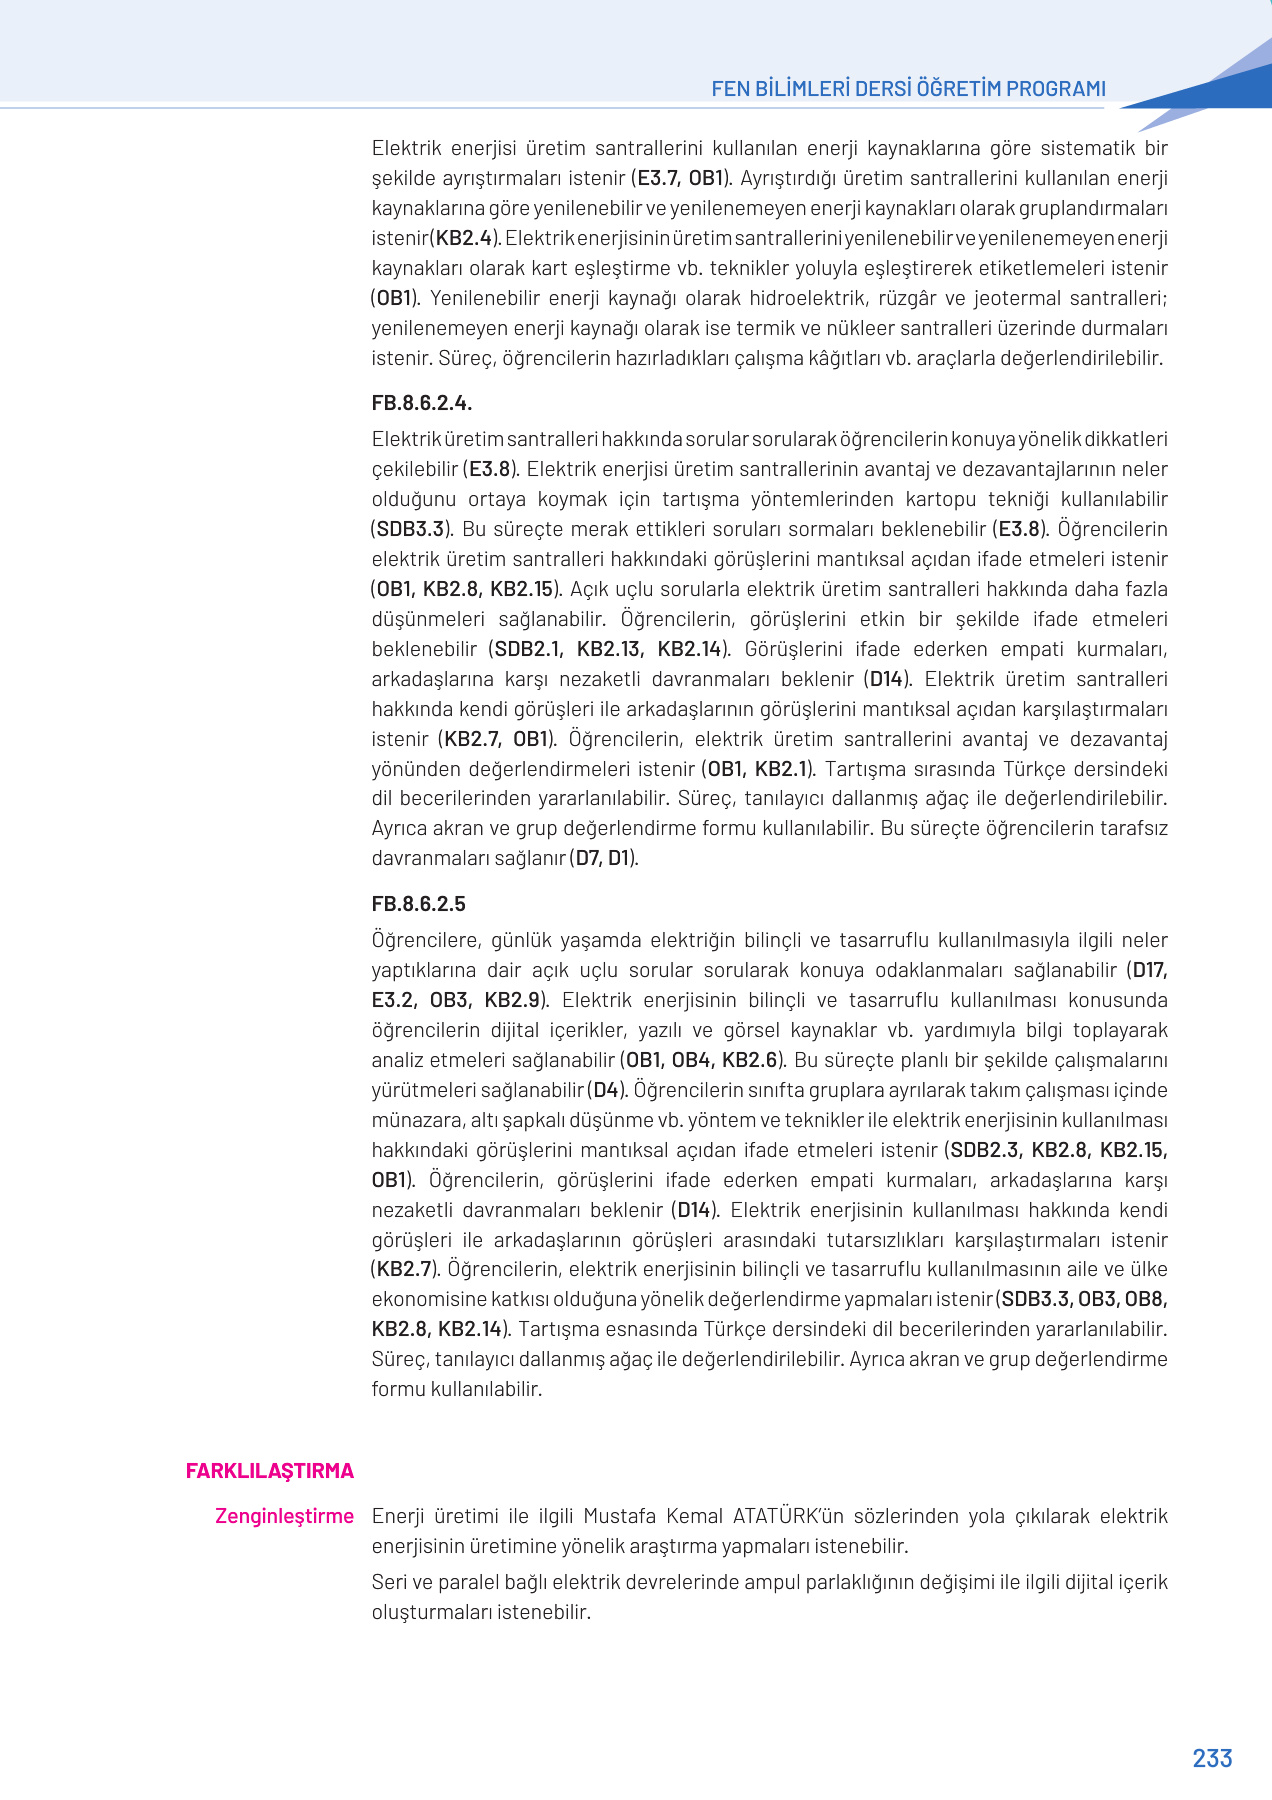 FEN BİLİMLERİ DERSİ ÖĞRETİM PROGRAMI
Elektrik enerjisi üretim santrallerini kullanılan enerji kaynaklarına göre sistematik bir
şekilde ayrıştırmaları istenir (E3.7, OB1). Ayrıştırdığı üretim santrallerini kullanılan enerji
kaynaklarına göre yenilenebilir ve yenilenemeyen enerji kaynakları olarak gruplandırmaları
istenir (KB2.4). Elektrik enerjisinin üretim santrallerini yenilenebilir ve yenilenemeyen enerji
kaynakları olarak kart eşleştirme vb. teknikler yoluyla eşleştirerek etiketlemeleri istenir
(OB1). Yenilenebilir enerji kaynağı olarak hidroelektrik, rüzgâr ve jeotermal santralleri;
yenilenemeyen enerji kaynağı olarak ise termik ve nükleer santralleri üzerinde durmaları
istenir. Süreç, öğrencilerin hazırladıkları çalışma kâğıtları vb. araçlarla değerlendirilebilir.
FB.8.6.2.4.
Elektrik üretim santralleri hakkında sorular sorularak öğrencilerin konuya yönelik dikkatleri
çekilebilir (E3.8). Elektrik enerjisi üretim santrallerinin avantaj ve dezavantajlarının neler
olduğunu ortaya koymak için tartışma yöntemlerinden kartopu tekniği kullanılabilir
(SDB3.3). Bu süreçte merak ettikleri soruları sormaları beklenebilir (E3.8). Öğrencilerin
elektrik üretim santralleri hakkındaki görüşlerini mantıksal açıdan ifade etmeleri istenir
(OB1, KB2.8, KB2.15). Açık uçlu sorularla elektrik üretim santralleri hakkında daha fazla
düşünmeleri sağlanabilir. Öğrencilerin, görüşlerini etkin bir şekilde ifade etmeleri
beklenebilir (SDB2.1, KB2.13, KB2.14). Görüşlerini ifade ederken empati kurmaları,
arkadaşlarına karşı nezaketli davranmaları beklenir (D14). Elektrik üretim santralleri
hakkında kendi görüşleri ile arkadaşlarının görüşlerini mantıksal açıdan karşılaştırmaları
istenir (KB2.7, OB1). Öğrencilerin, elektrik üretim santrallerini avantaj ve dezavantaj
yönünden değerlendirmeleri istenir (OB1, KB2.1). Tartışma sırasında Türkçe dersindeki
dil becerilerinden yararlanılabilir. Süreç, tanılayıcı dallanmış ağaç ile değerlendirilebilir.
Ayrıca akran ve grup değerlendirme formu kullanılabilir. Bu süreçte öğrencilerin tarafsız
davranmaları sağlanır (D7, D1).
FB.8.6.2.5
Öğrencilere, günlük yaşamda elektriğin bilinçli ve tasarruflu kullanılmasıyla ilgili neler
yaptıklarına dair açık uçlu sorular sorularak konuya odaklanmaları sağlanabilir (D17,
E3.2, OB3, KB2.9). Elektrik enerjisinin bilinçli ve tasarruflu kullanılması konusunda
öğrencilerin dijital içerikler, yazılı ve görsel kaynaklar vb. yardımıyla bilgi toplayarak
analiz etmeleri sağlanabilir (OB1, OB4, KB2.6). Bu süreçte planlı bir şekilde çalışmalarını
yürütmeleri sağlanabilir (D4). Öğrencilerin sınıfta gruplara ayrılarak takım çalışması içinde
münazara, altı şapkalı düşünme vb. yöntem ve teknikler ile elektrik enerjisinin kullanılması
hakkındaki görüşlerini mantıksal açıdan ifade etmeleri istenir (SDB2.3, KB2.8, KB2.15,
OB1). Öğrencilerin, görüşlerini ifade ederken empati kurmaları, arkadaşlarına karşı
nezaketli davranmaları beklenir (D14). Elektrik enerjisinin kullanılması hakkında kendi
görüşleri ile arkadaşlarının görüşleri arasındaki tutarsızlıkları karşılaştırmaları istenir
(KB2.7). Öğrencilerin, elektrik enerjisinin bilinçli ve tasarruflu kullanılmasının aile ve ülke
ekonomisine katkısı olduğuna yönelik değerlendirme yapmaları istenir (SDB3.3, OB3, OB8,
KB2.8, KB2.14). Tartışma esnasında Türkçe dersindeki dil becerilerinden yararlanılabilir.
Süreç, tanılayıcı dallanmış ağaç ile değerlendirilebilir. Ayrıca akran ve grup değerlendirme
formu kullanılabilir.
FARKLILAŞTIRMA
Zenginleştirme Enerji üretimi ile ilgili Mustafa Kemal ATATÜRK’ün sözlerinden yola çıkılarak elektrik
enerjisinin üretimine yönelik araştırma yapmaları istenebilir.
Seri ve paralel bağlı elektrik devrelerinde ampul parlaklığının değişimi ile ilgili dijital içerik
oluşturmaları istenebilir.
233